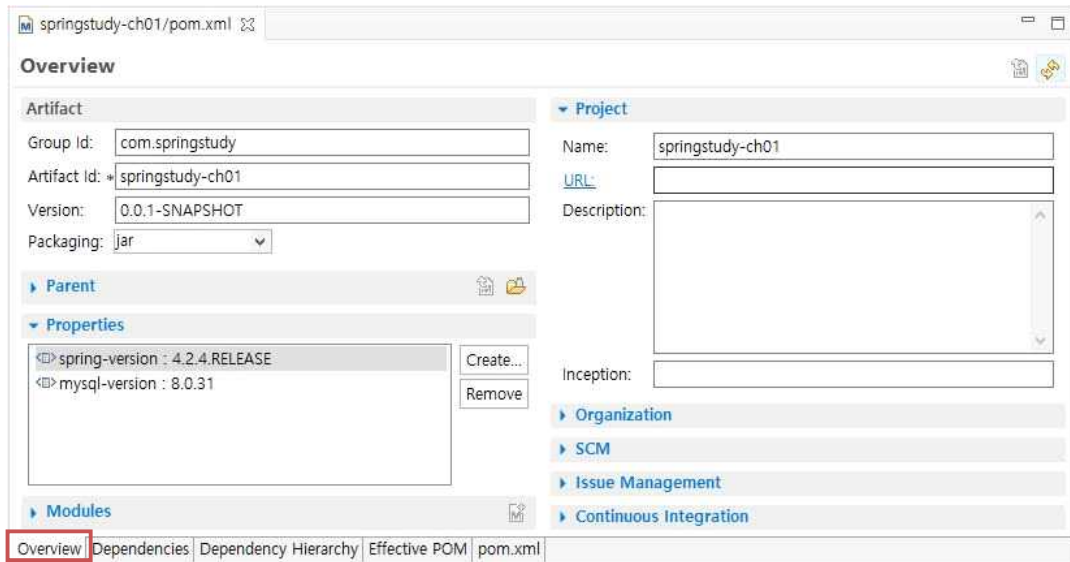 springstudy-ch01/pom.xml
Overview
Artifact
Group Id: com.springstudy
Artifact Id: * springstudy-ch01
Version: 0.0.1-SNAPSHOT
Packaging: jar
Parent
Properties
spring-version : 4.2.4.RELEASE
mysql-version : 8.0.31
Create...
Remove
Modules
Project
Name: springstudy-ch01
URL:
Description:
Inception:
Organization
SCM
Issue Management
Continuous Integration
Overview Dependencies Dependency Hierarchy Effective POM pom.xml